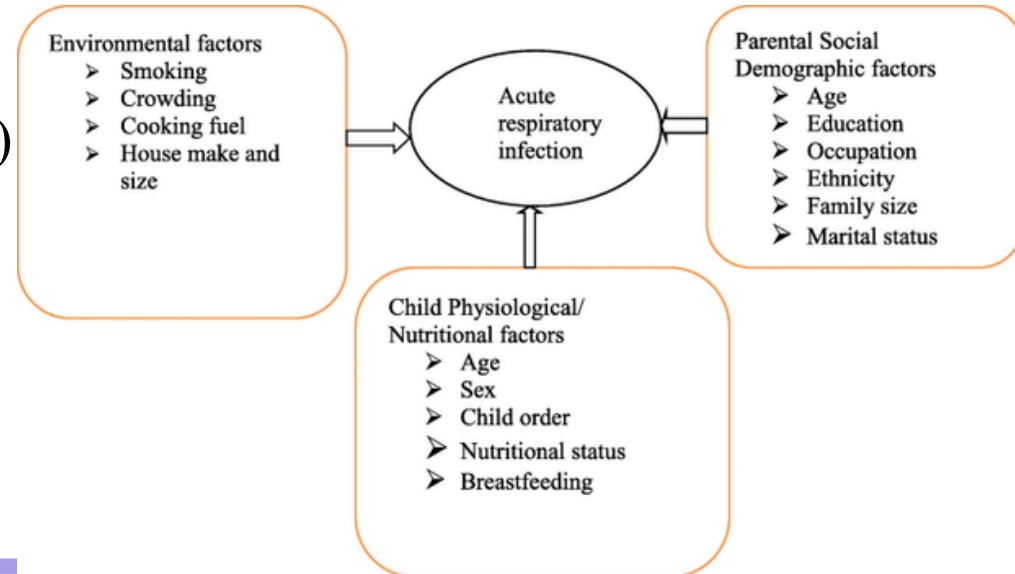 Environmental factors
➢ Smoking
➢ Crowding
➢ Cooking fuel
➢ House make and
size
)
Acute
respiratory
infection
Parental Social
Demographic factors
➢ Age
➢ Education
➢ Occupation
➢ Ethnicity
➢ Family size
➢ Marital status
Child Physiological/
Nutritional factors
➢ Age
➢ Sex
➢ Child order
➢ Nutritional status
➢ Breastfeeding